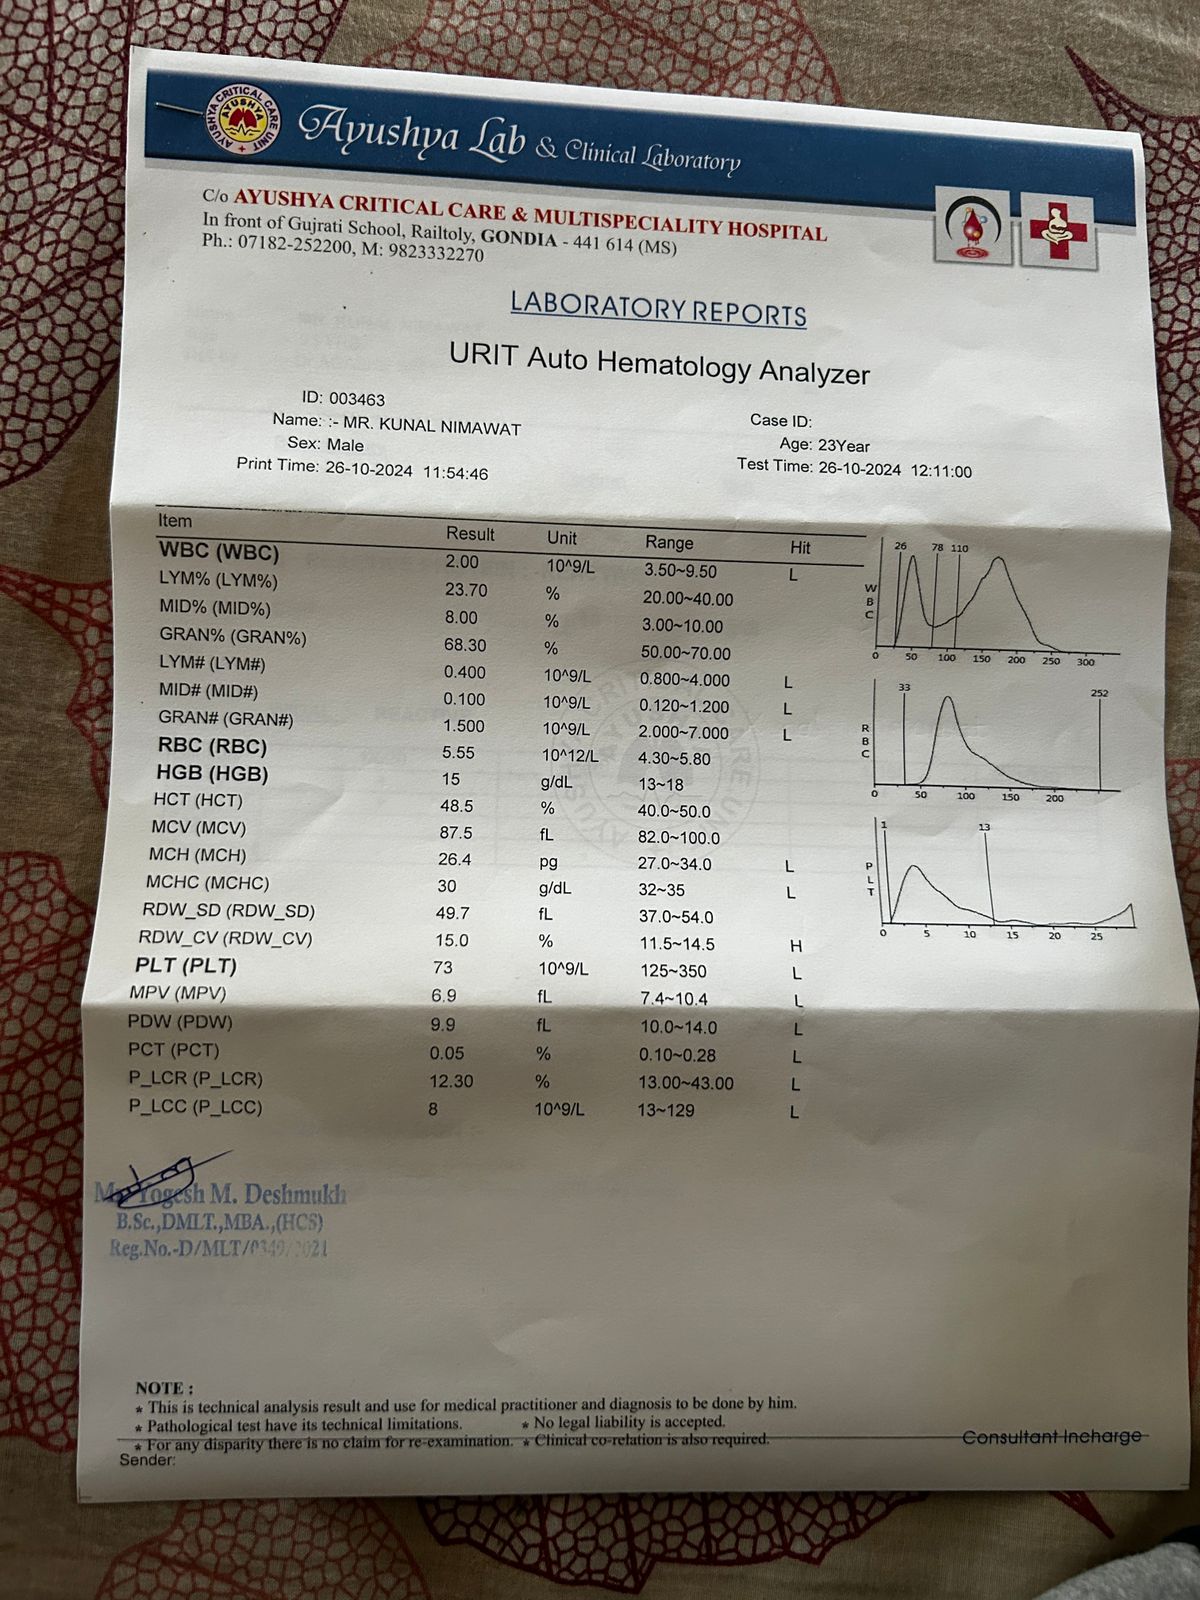 AYUSHYA CRITICAL CARE UNIT
AYUSHYA
Ayushya Lab & Clinical Laboratory
C/o AYUSHYA CRITICAL CARE & MULTISPECIALITY HOSPITAL
In front of Gujrati School, Railtoly, GONDIA - 441 614 (MS)
Ph.: 07182-252200, M: 9823332270
LABORATORY REPORTS
URIT Auto Hematology Analyzer
ID: 003463
Name: :- MR. KUNAL NIMAWAT Case ID:
Sex: Male Age: 23Year
Print Time: 26-10-2024 11:54:46 Test Time: 26-10-2024 12:11:00
Item Result Unit Range Hit
WBC (WBC) 2.00 10^9/L 3.50~9.50 L
LYM% (LYM%) 23.70 % 20.00~40.00
MID% (MID%) 8.00 % 3.00~10.00
GRAN% (GRAN%) 68.30 % 50.00~70.00
LYM# (LYM#) 0.400 10^9/L 0.800~4.000 L
MID# (MID#) 0.100 10^9/L 0.120~1.200 L
GRAN# (GRAN#) 1.500 10^9/L 2.000~7.000 L
RBC (RBC) 5.55 10^12/L 4.30~5.80
HGB (HGB) 15 g/dL 13~18
HCT (HCT) 48.5 % 40.0~50.0
MCV (MCV) 87.5 fL 82.0~100.0
MCH (MCH) 26.4 pg 27.0~34.0 L
MCHC (MCHC) 30 g/dL 32~35 L
RDW_SD (RDW_SD) 49.7 fL 37.0~54.0
RDW_CV (RDW_CV) 15.0 % 11.5~14.5 H
PLT (PLT) 73 10^9/L 125~350 L
MPV (MPV) 6.9 fL 7.4~10.4 L
PDW (PDW) 9.9 fL 10.0~14.0 L
PCT (PCT) 0.05 % 0.10~0.28 L
P_LCR (P_LCR) 12.30 % 13.00~43.00 L
P_LCC (P_LCC) 8 10^9/L 13~129 L
26 78 110
WBC
0 50 100 150 200 250 300
33 252
RBC
0 50 100 150 200
1 13
PLT
0 5 10 15 20 25
Yogesh M. Deshmukh
B.Sc.,DMLT.,MBA.,(HCS)
Reg.No.-D/MLT/0349/2021
NOTE :
* This is technical analysis result and use for medical practitioner and diagnosis to be done by him.
* Pathological test have its technical limitations. * No legal liability is accepted.
* For any disparity there is no claim for re-examination. * Clinical co-relation is also required.
Sender:
Consultant Incharge